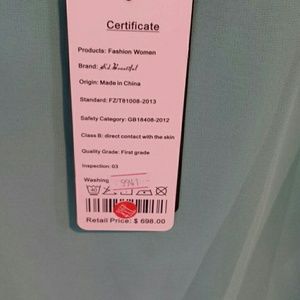 Certificate
Products: Fashion Women
Brand:
Origin: Made in China
Standard: FZ/T81008-2013
Safety Category: GB18408-2012
Class B: direct contact with the skin
Quality Grade: First grade
Inspection: 03
Washing
Retail Price: $ 698.00